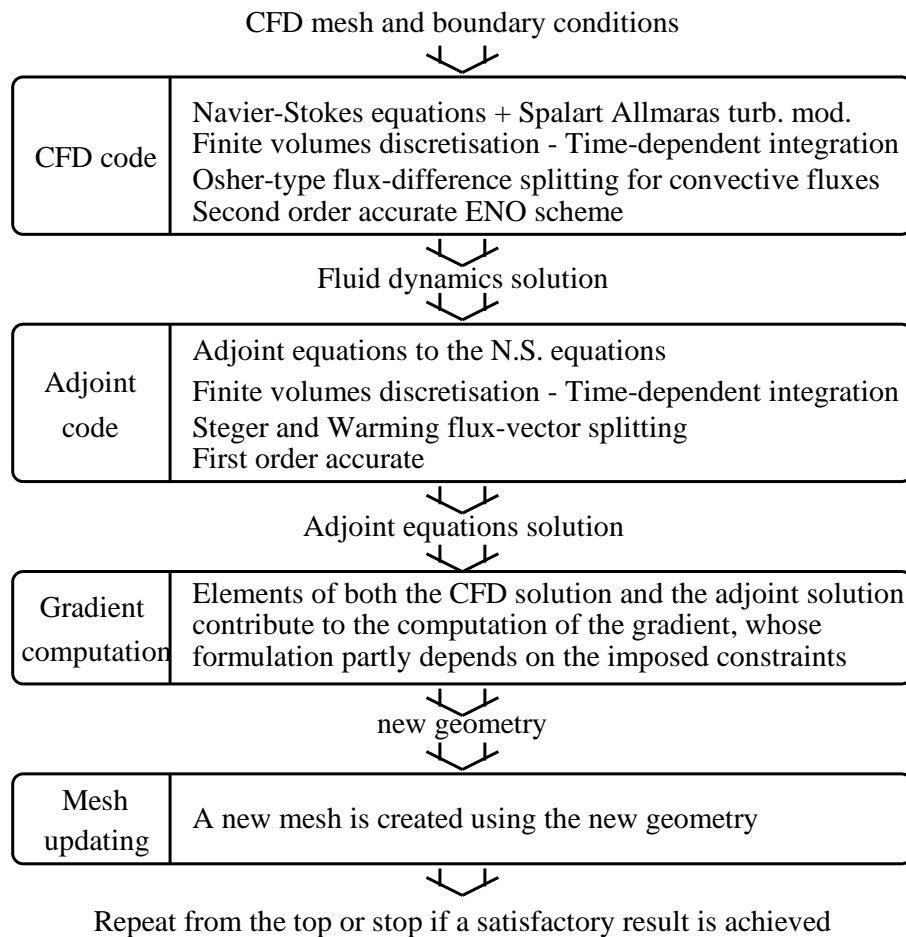 CFD mesh and boundary conditions
CFD code
Navier-Stokes equations + Spalart Allmaras turb. mod.
Finite volumes discretisation - Time-dependent integration
Osher-type flux-difference splitting for convective fluxes
Second order accurate ENO scheme
Fluid dynamics solution
Adjoint
code
Adjoint equations to the N.S. equations
Finite volumes discretisation - Time-dependent integration
Steger and Warming flux-vector splitting
First order accurate
Adjoint equations solution
Gradient
computation
Elements of both the CFD solution and the adjoint solution
contribute to the computation of the gradient, whose
formulation partly depends on the imposed constraints
new geometry
Mesh
updating
A new mesh is created using the new geometry
Repeat from the top or stop if a satisfactory result is achieved